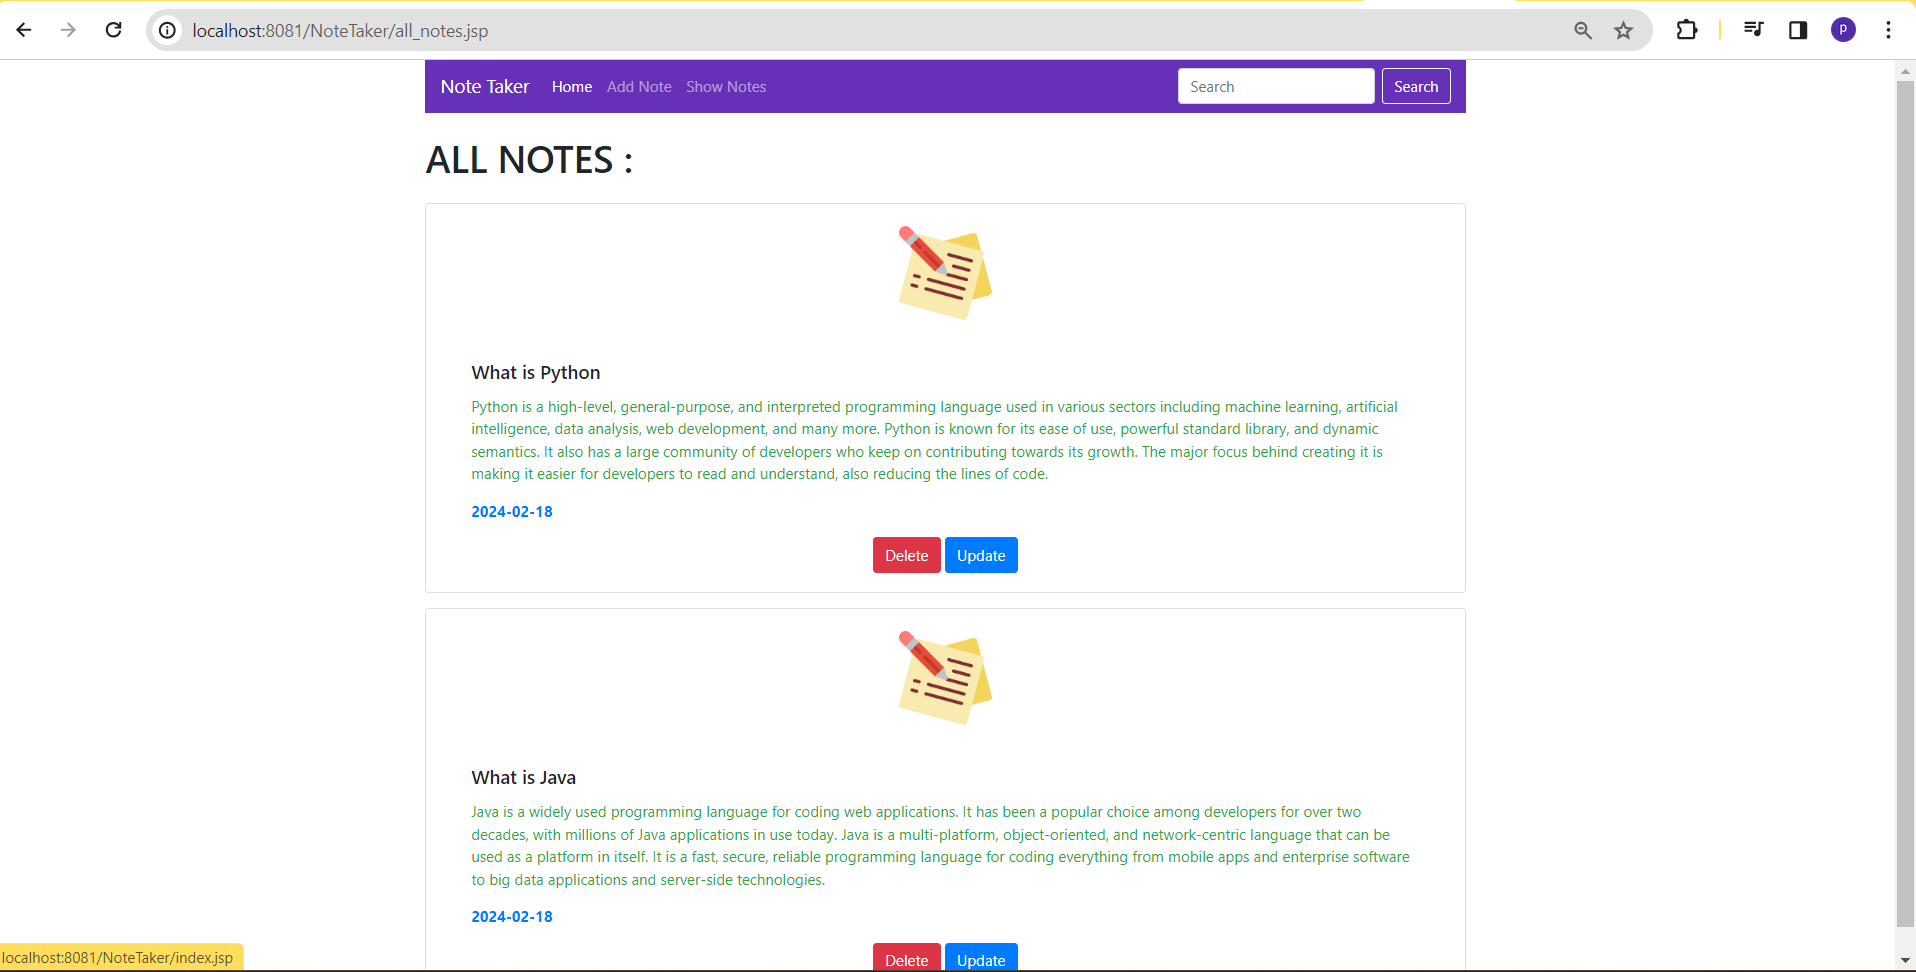 localhost:8081/NoteTaker/all_notes.jsp
P
Note Taker Home Add Note Show Notes Search Search
ALL NOTES :
What is Python
Python is a high-level, general-purpose, and interpreted programming language used in various sectors including machine learning, artificial
intelligence, data analysis, web development, and many more. Python is known for its ease of use, powerful standard library, and dynamic
semantics. It also has a large community of developers who keep on contributing towards its growth. The major focus behind creating it is
making it easier for developers to read and understand, also reducing the lines of code.
2024-02-18
Delete Update
What is Java
Java is a widely used programming language for coding web applications. It has been a popular choice among developers for over two
decades, with millions of Java applications in use today. Java is a multi-platform, object-oriented, and network-centric language that can be
used as a platform in itself. It is a fast, secure, reliable programming language for coding everything from mobile apps and enterprise software
to big data applications and server-side technologies.
2024-02-18
Delete Update
localhost:8081/NoteTaker/index.jsp